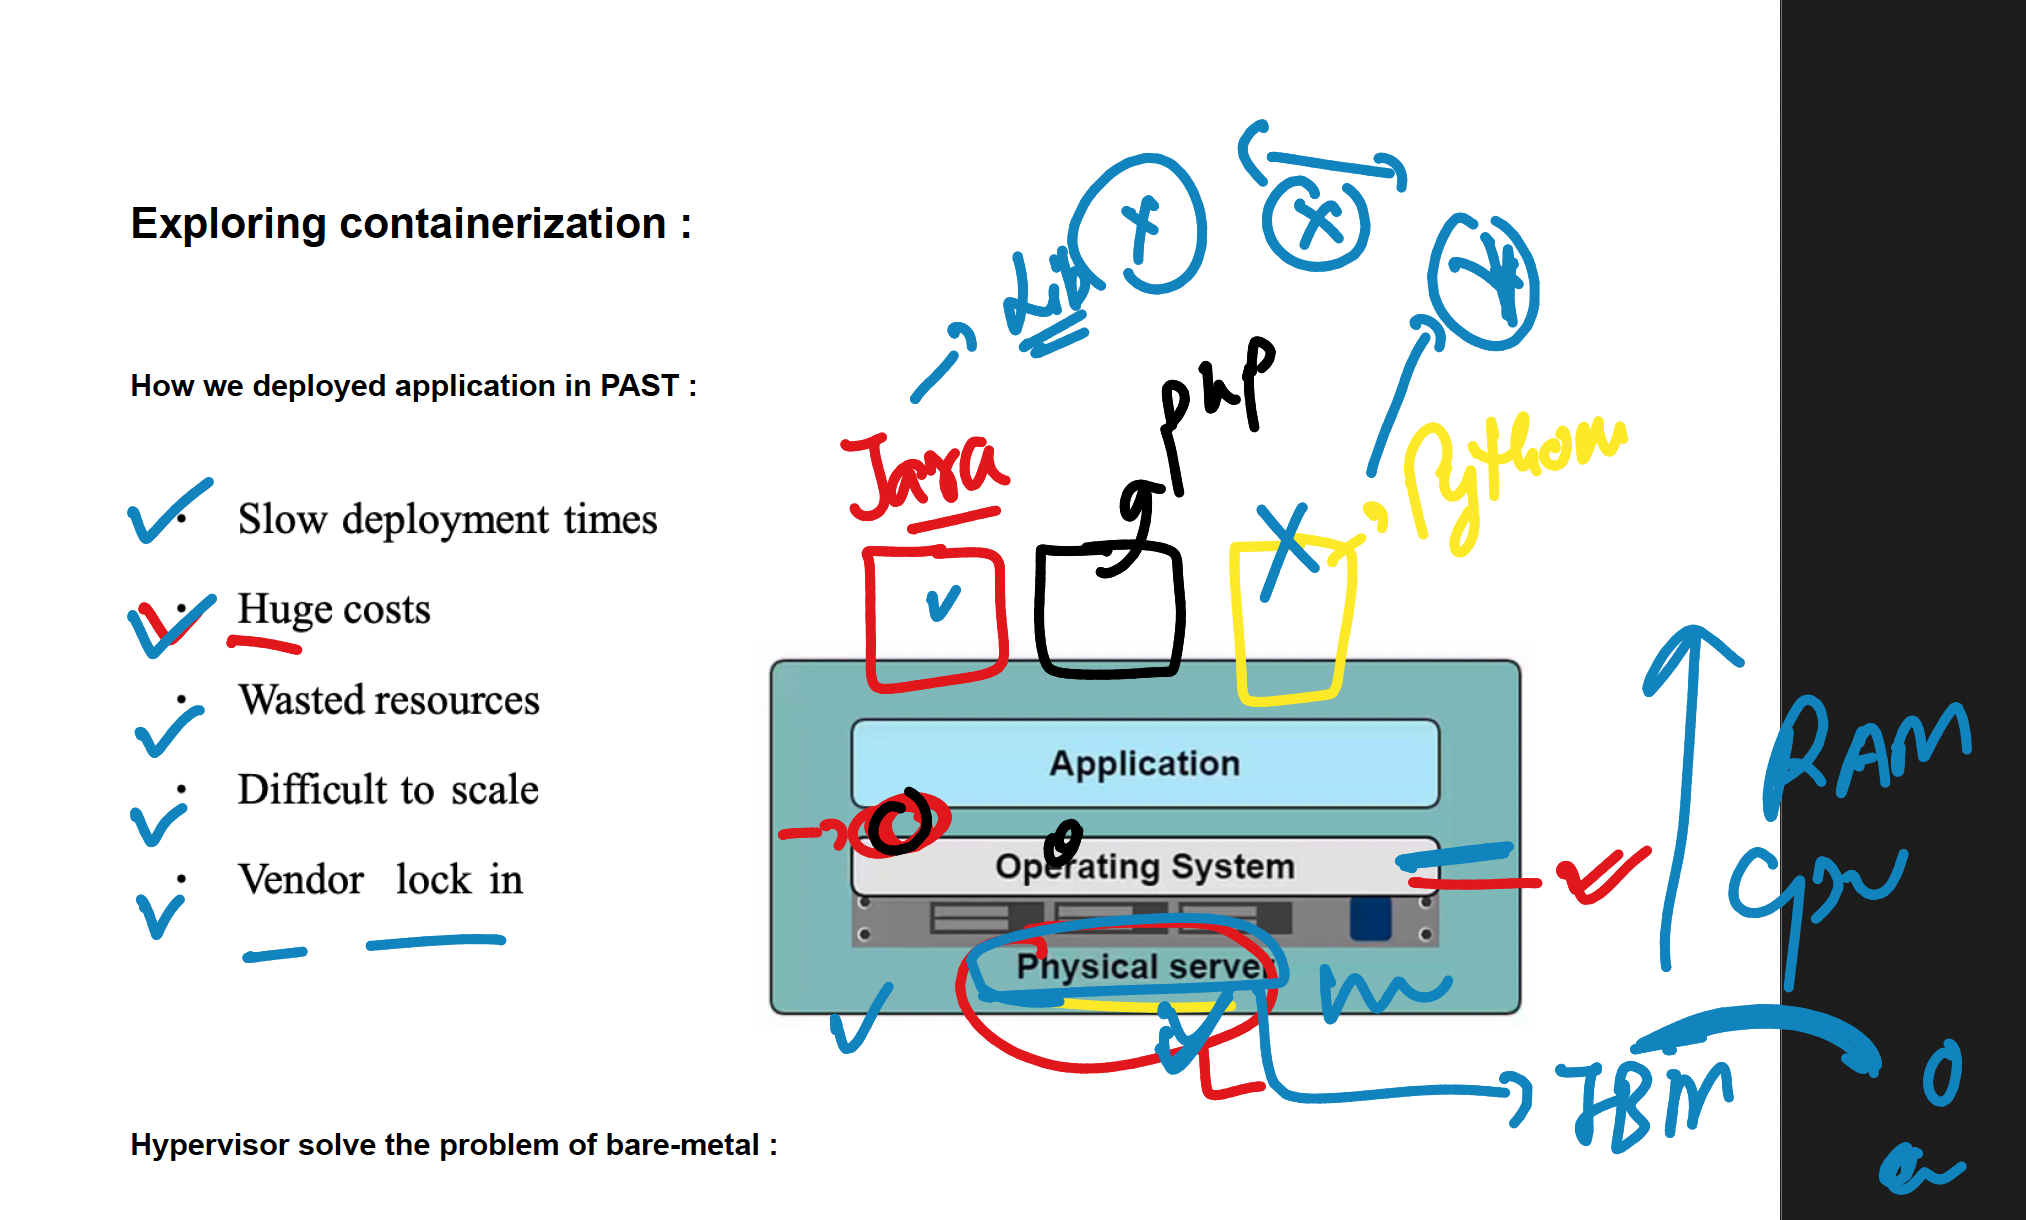 Exploring containerization :
How we deployed application in PAST :
• Slow deployment times
• Huge costs
• Wasted resources
• Difficult to scale
• Vendor lock in
Lib
PHP
Java
Python
Application
Operating System
Physical server
RAM
CPU
IBM
Hypervisor solve the problem of bare-metal :